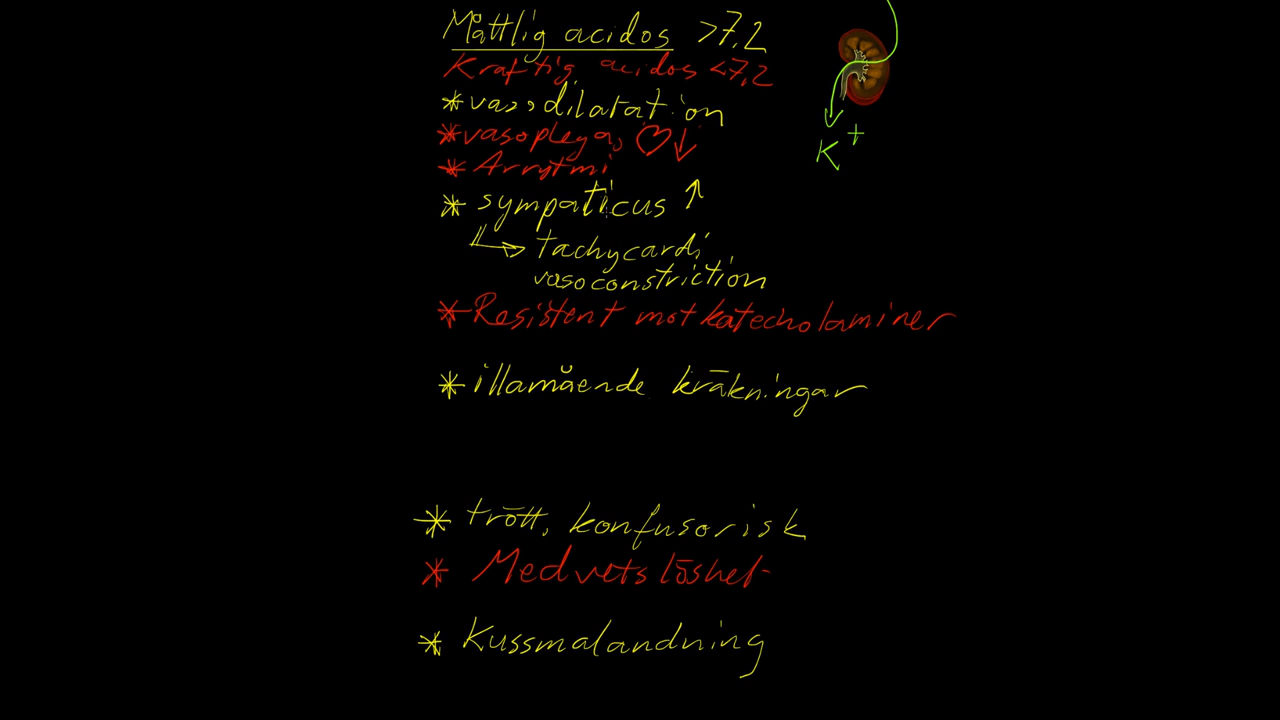 Måttlig acidos >7,2
Kraftig acidos <7,2
* vasodilatation
* vasoplegi, ♡↓
* Arrytmi
* sympaticus ↑
↳ tachycardi
vasoconstriction
* Resistent mot katecholaminer
* illamående kräkningar
* trött, konfusorisk
* Medvetslöshet
* Kussmalandning
K+